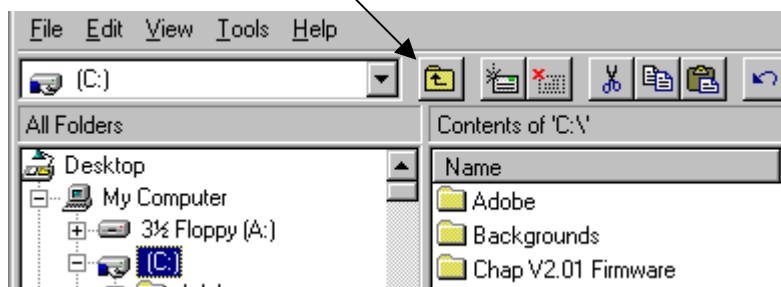 File Edit View Tools Help
(C:)
All Folders
Contents of 'C:\'
Desktop
My Computer
3½ Floppy (A:)
(C:)
Name
Adobe
Backgrounds
Chap V2.01 Firmware